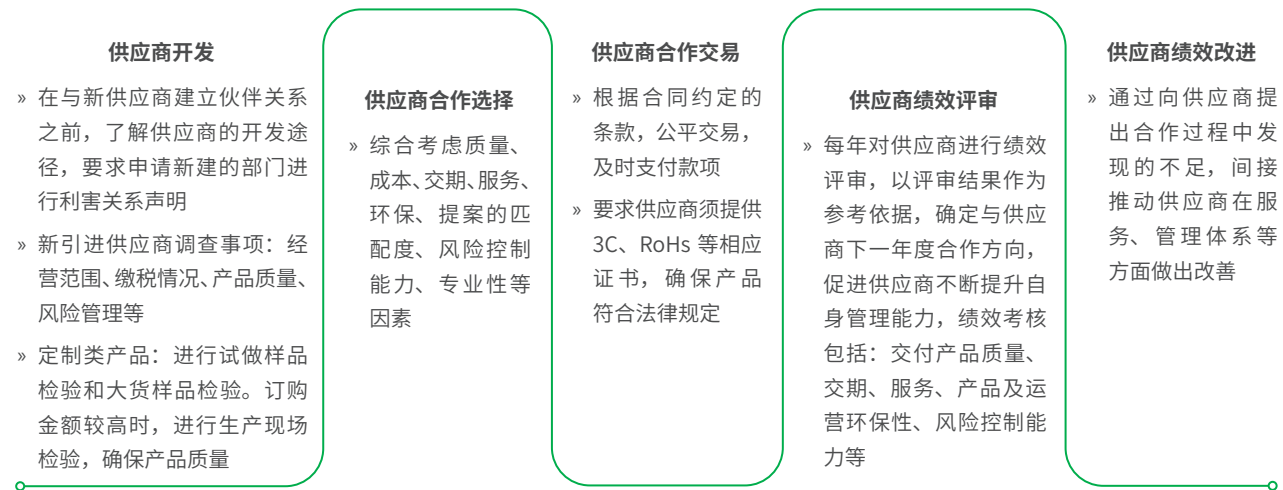 供应商开发
» 在与新供应商建立伙伴关系
之前，了解供应商的开发途
径，要求申请新建的部门进
行利害关系声明
» 新引进供应商调查事项：经
营范围、缴税情况、产品质量、
风险管理等
» 定制类产品：进行试做样品
检验和大货样品检验。订购
金额较高时，进行生产现场
检验，确保产品质量
供应商合作选择
» 综合考虑质量、
成本、交期、服务、
环保、提案的匹
配度、风险控制
能力、专业性等
因素
供应商合作交易
» 根据合同约定的
条款，公平交易，
及时支付款项
» 要求供应商须提供
3C、RoHs 等相应
证书，确保产品
符合法律规定
供应商绩效评审
» 每年对供应商进行绩效
评审，以评审结果作为
参考依据，确定与供应
商下一年度合作方向，
促进供应商不断提升自
身管理能力，绩效考核
包括：交付产品质量、
交期、服务、产品及运
营环保性、风险控制能
力等
供应商绩效改进
» 通过向供应商提
出合作过程中发
现的不足，间接
推动供应商在服
务、管理体系等
方面做出改善